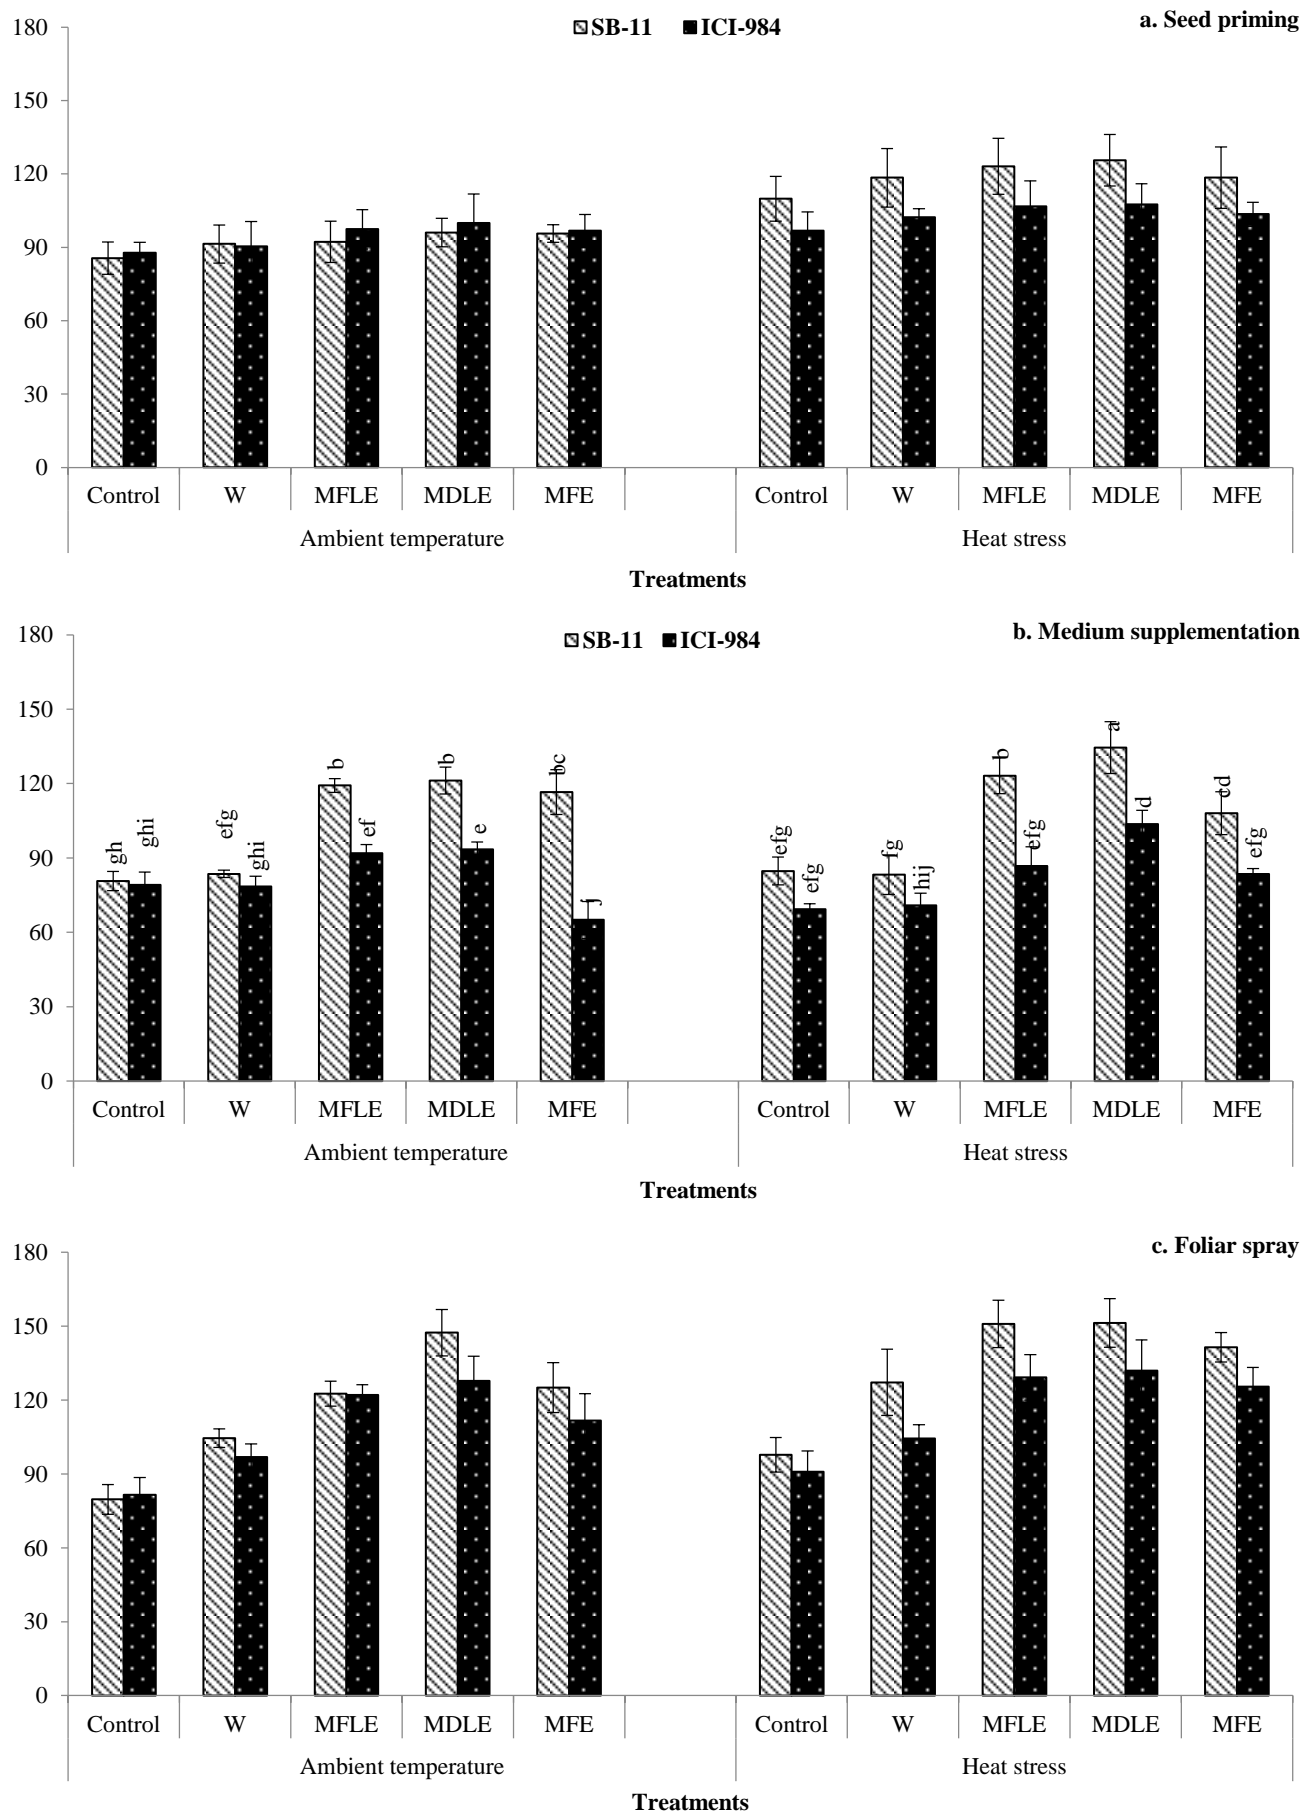 a. Seed priming
SB-11 ICI-984
180
150
120
90
60
30
0
Control W MFLE MDLE MFE Control W MFLE MDLE MFE
Ambient temperature Heat stress
Treatments
b. Medium supplementation
SB-11 ICI-984
180
150
120
90
60
30
0
gh ghi efg ghi b ef b e bc j efg efg fg hij b efg a d cd efg
Control W MFLE MDLE MFE Control W MFLE MDLE MFE
Ambient temperature Heat stress
Treatments
c. Foliar spray
180
150
120
90
60
30
0
Control W MFLE MDLE MFE Control W MFLE MDLE MFE
Ambient temperature Heat stress
Treatments